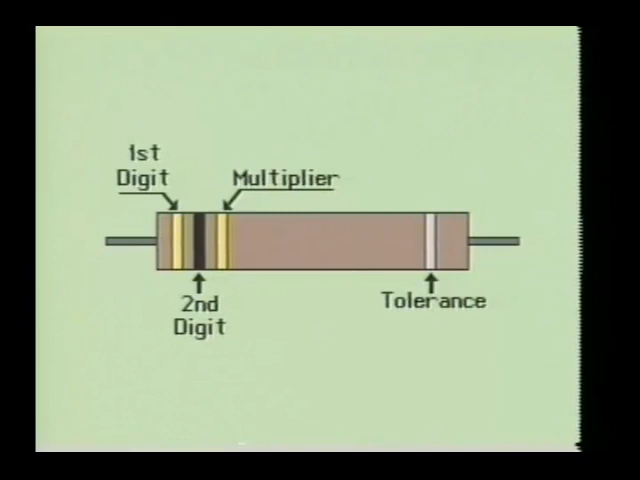 1st
Digit
Multiplier
2nd
Digit
Tolerance